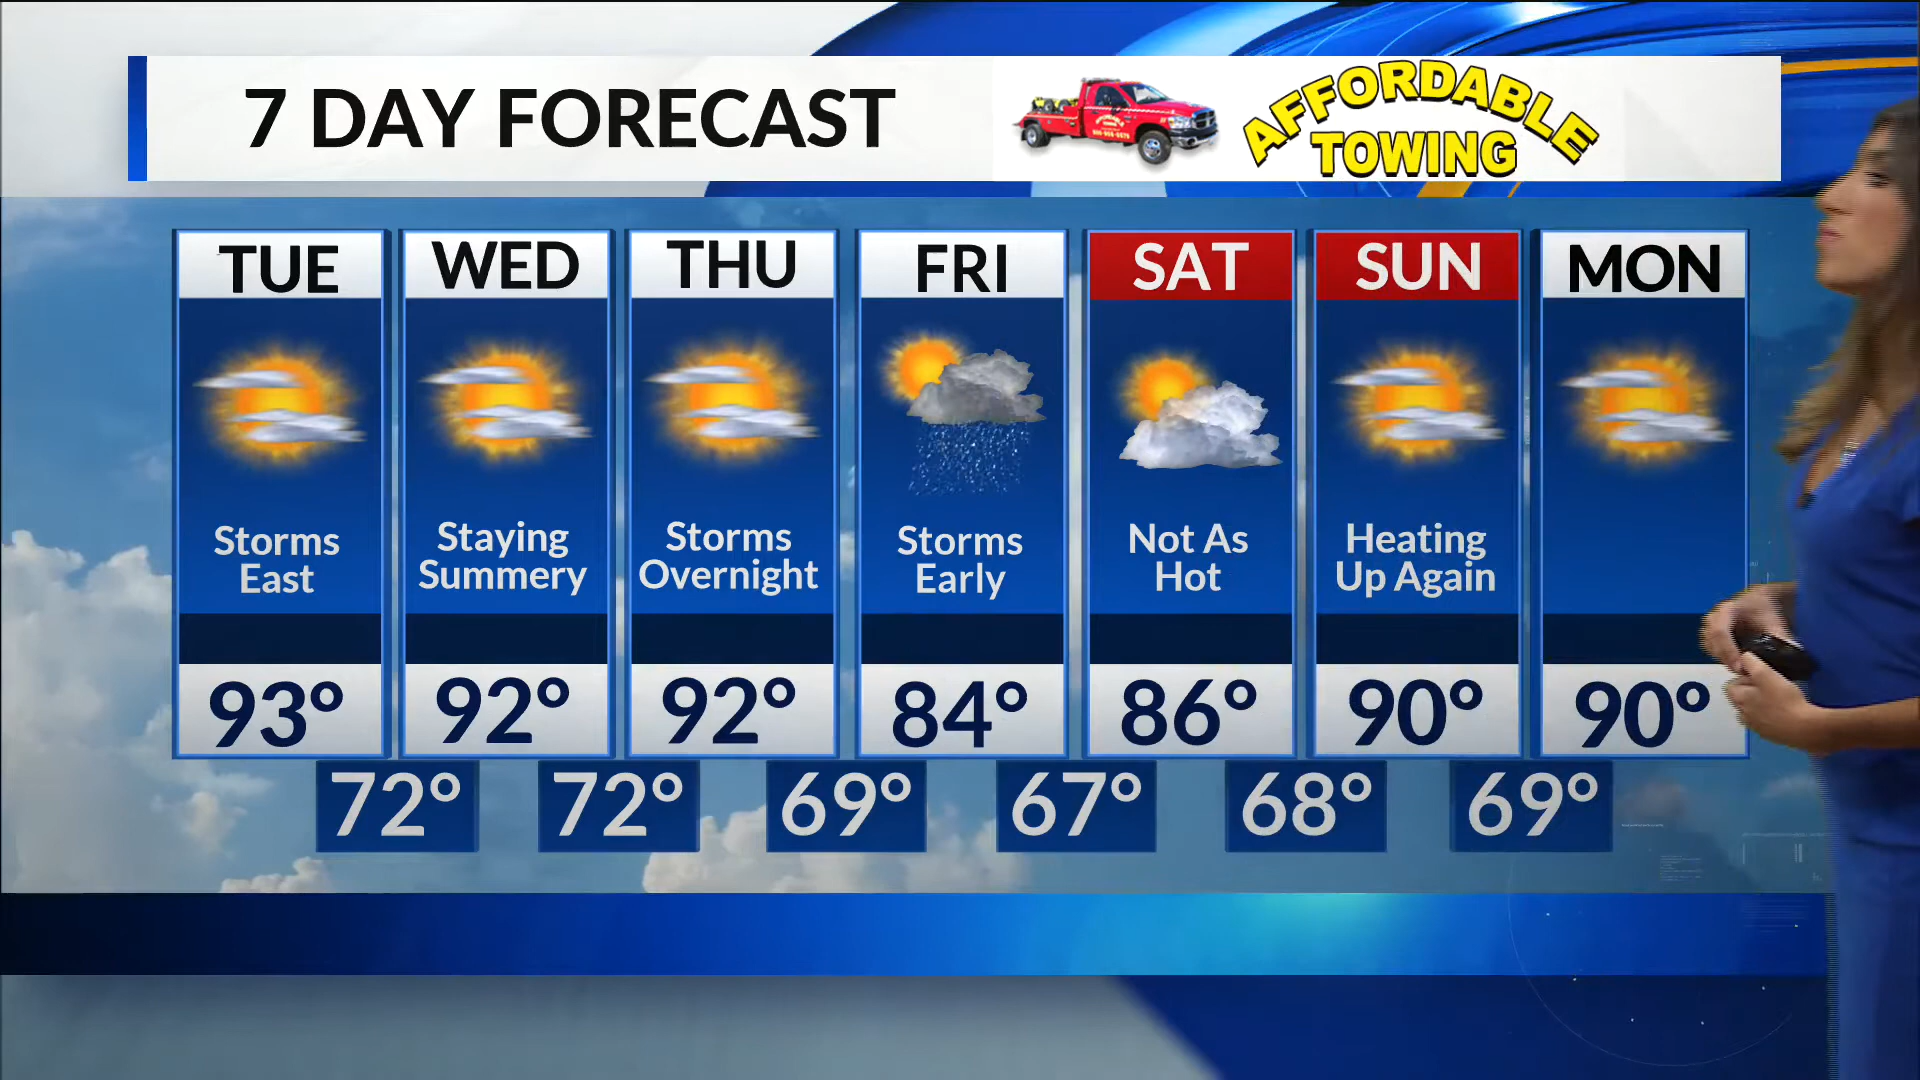 7 DAY FORECAST
AFFORDABLE
TOWING
TUE
WED
THU
FRI
SAT
SUN
MON
Storms
East
Staying
Summery
Storms
Overnight
Storms
Early
Not As
Hot
Heating
Up Again
93°
92°
92°
84°
86°
90°
90°
72°
72°
69°
67°
68°
69°